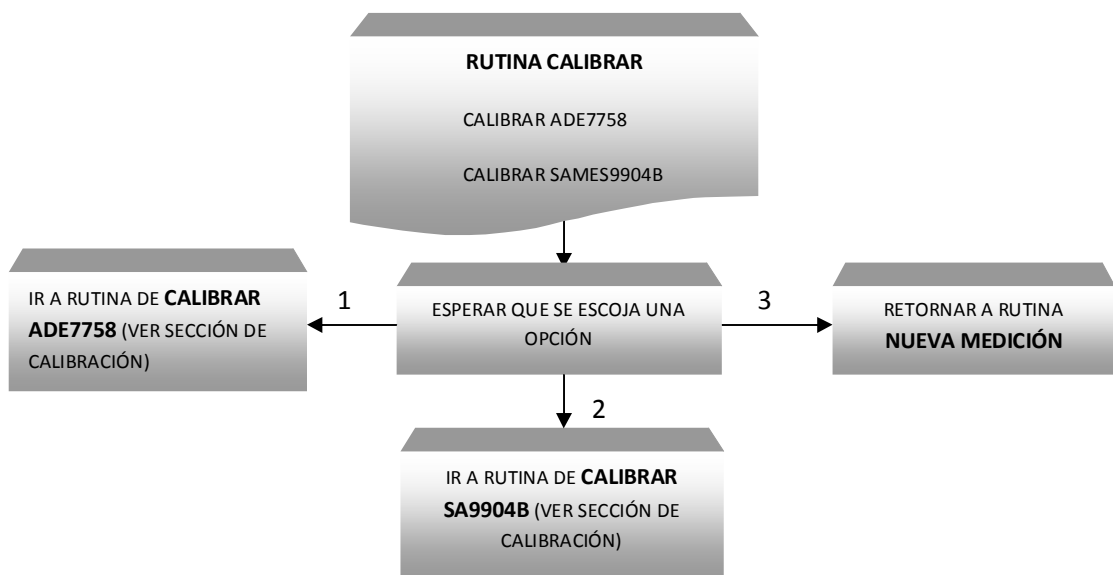 RUTINA CALIBRAR
CALIBRAR ADE7758
CALIBRAR SAMES9904B
IR A RUTINA DE CALIBRAR
ADE7758 (VER SECCIÓN DE
CALIBRACIÓN)
1
ESPERAR QUE SE ESCOJA UNA
OPCIÓN
3
RETORNAR A RUTINA
NUEVA MEDICIÓN
2
IR A RUTINA DE CALIBRAR
SA9904B (VER SECCIÓN DE
CALIBRACIÓN)